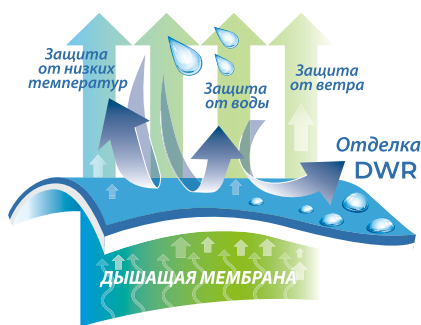 Защита
от низких
температур
Защита
от воды
Защита
от ветра
Отделка
DWR
ДЫШАЩАЯ МЕМБРАНА